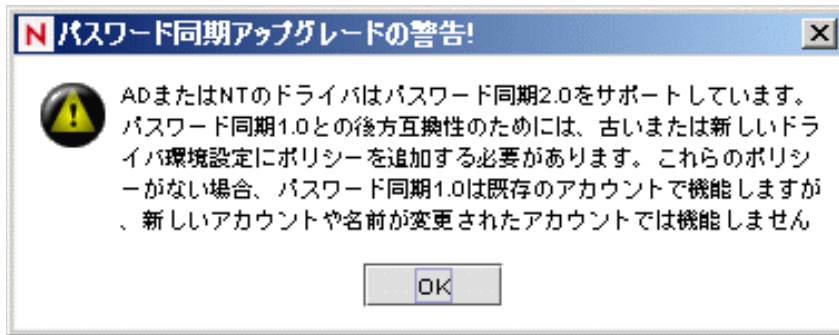 N パスワード同期アップグレードの警告!
ADまたはNTのドライバはパスワード同期2.0をサポートしています。
パスワード同期1.0との後方互換性のためには、古いまたは新しいドラ
イバ環境設定にポリシーを追加する必要があります。これらのポリシ
ーがない場合、パスワード同期1.0は既存のアカウントで機能しますが
、新しいアカウントや名前が変更されたアカウントでは機能しません
OK